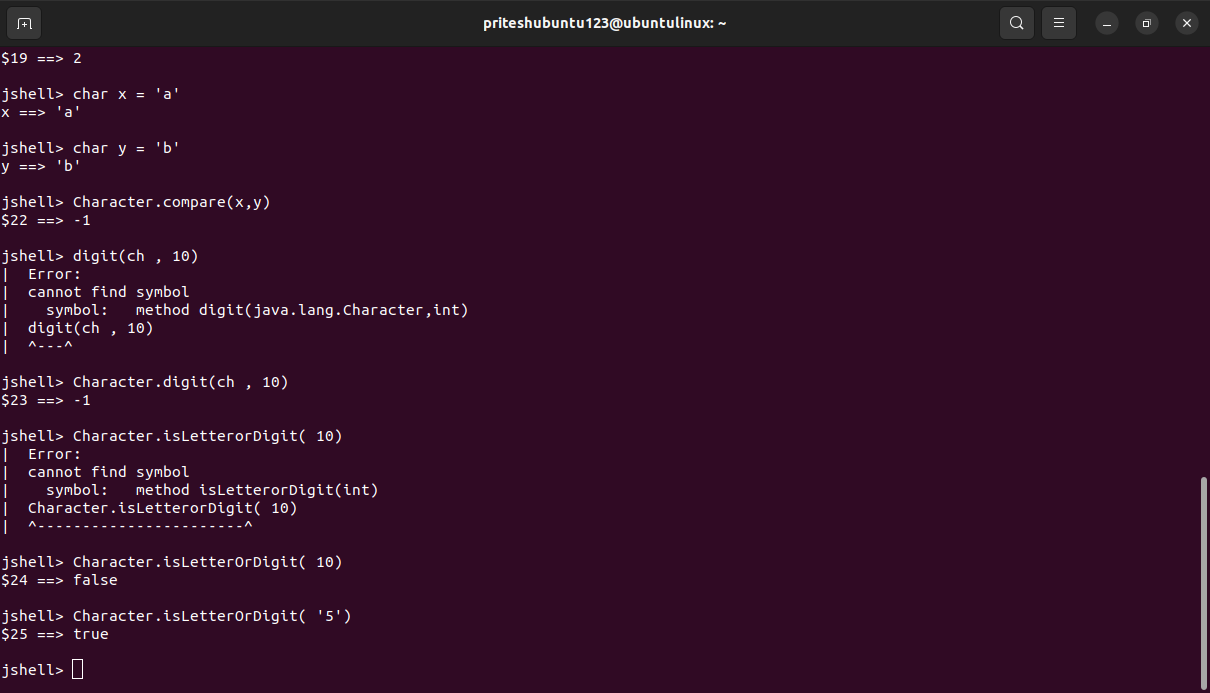 priteshubuntu123@ubuntulinux: ~
$19 ==> 2
jshell> char x = 'a'
x ==> 'a'
jshell> char y = 'b'
y ==> 'b'
jshell> Character.compare(x,y)
$22 ==> -1
jshell> digit(ch , 10)
|  Error:
|  cannot find symbol
|    symbol:   method digit(java.lang.Character,int)
|  digit(ch , 10)
|  ^---^
jshell> Character.digit(ch , 10)
$23 ==> -1
jshell> Character.isLetterorDigit( 10)
|  Error:
|  cannot find symbol
|    symbol:   method isLetterorDigit(int)
|  Character.isLetterorDigit( 10)
|  ^-----------------------^
jshell> Character.isLetterOrDigit( 10)
$24 ==> false
jshell> Character.isLetterOrDigit( '5')
$25 ==> true
jshell>